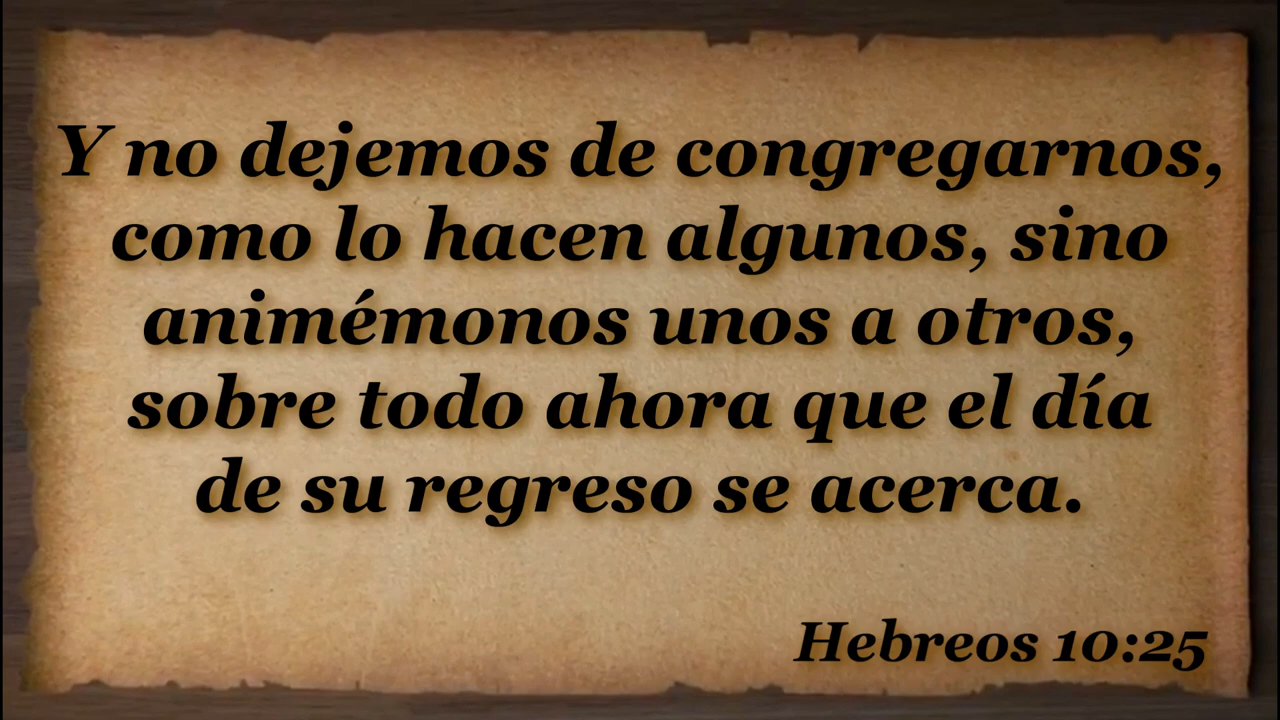 Y no dejemos de congregarnos,
como lo hacen algunos, sino
animémonos unos a otros,
sobre todo ahora que el día
de su regreso se acerca.
Hebreos 10:25